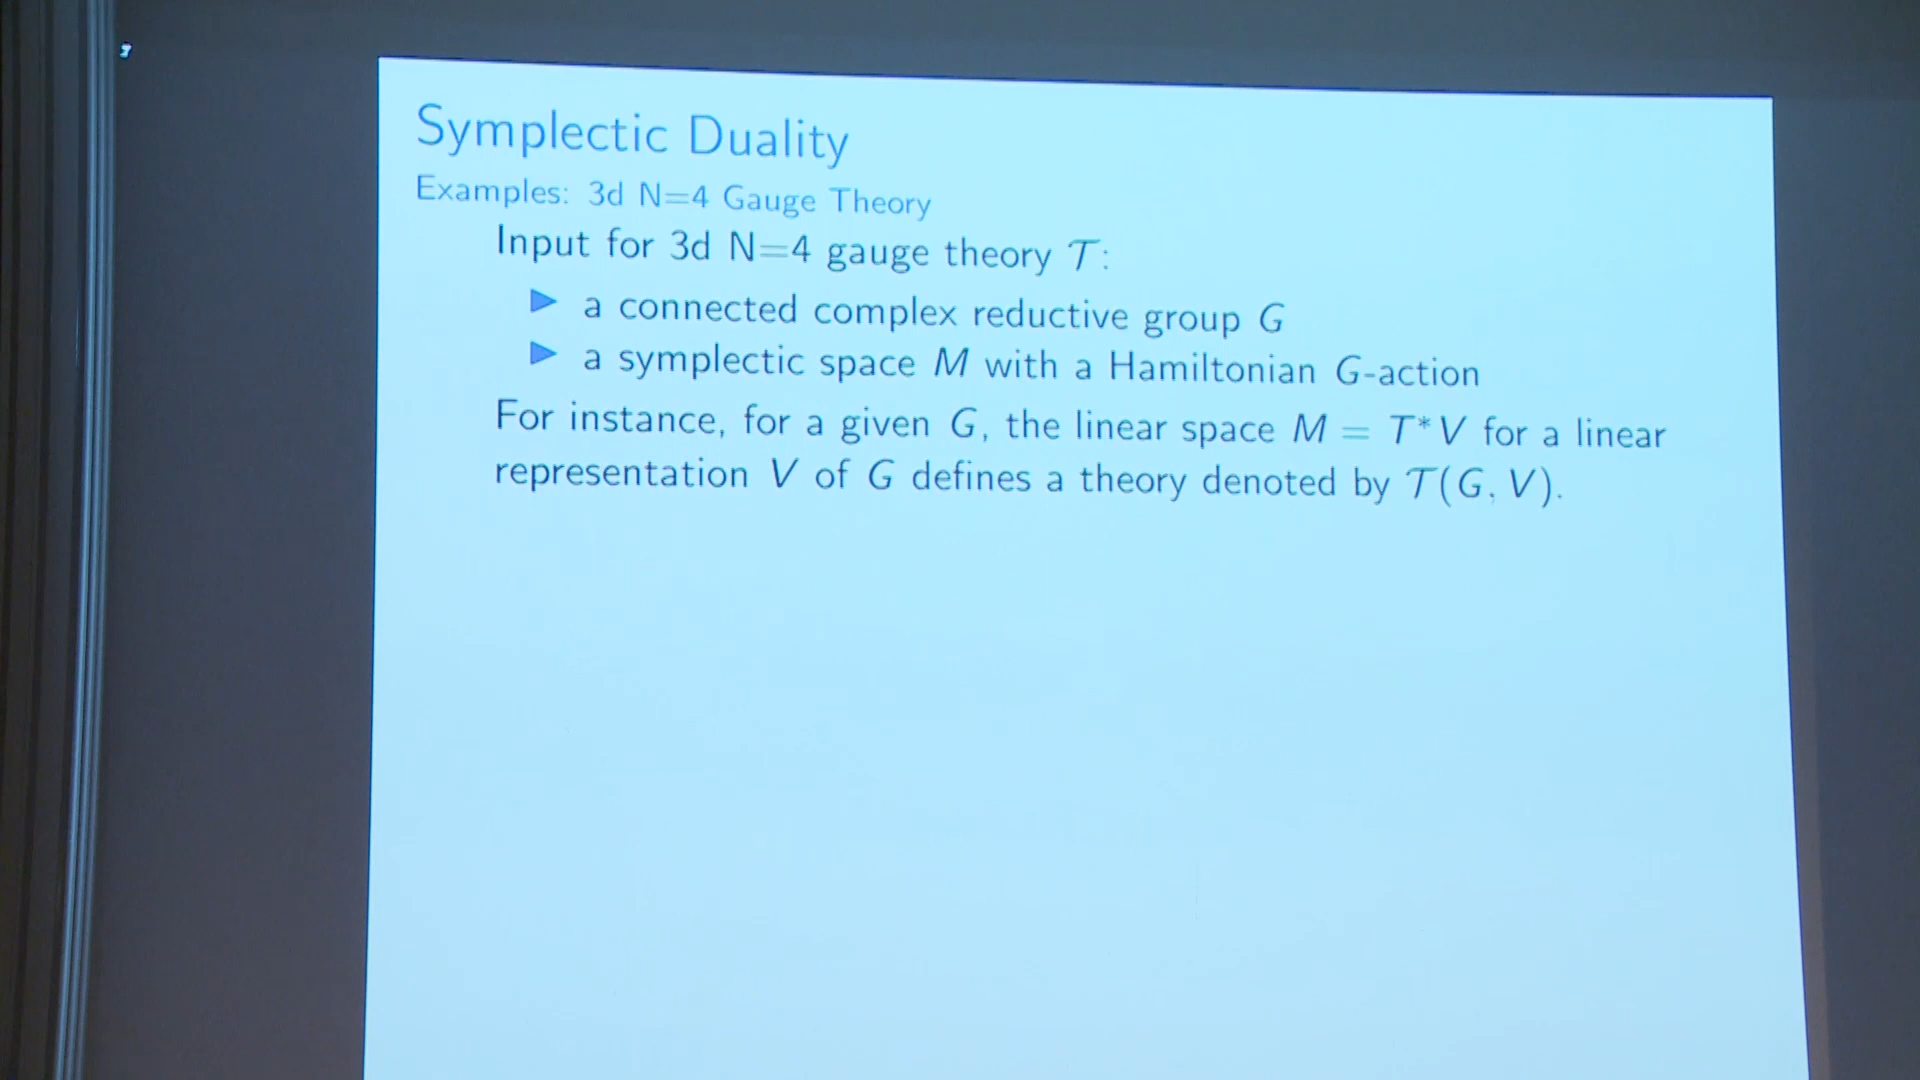 Symplectic Duality
Examples: 3d N=4 Gauge Theory
Input for 3d N=4 gauge theory 𝒯:
▶ a connected complex reductive group G
▶ a symplectic space M with a Hamiltonian G-action
For instance, for a given G, the linear space M = T*V for a linear
representation V of G defines a theory denoted by 𝒯(G, V).